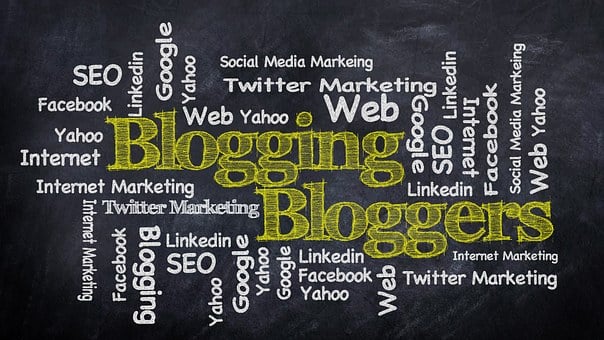 SEO
Linkedin
Google
Yahoo
Social Media Markeing
Twitter Marketing
Facebook
Web Yahoo
Web
Google
SEO
Linkedin
Internet
Facebook
Social Media Markeing
Web Yahoo
Yahoo
Internet
Blogging
Internet Marketing
Linkedin
Twitter Marketing
Bloggers
Internet Marketing
Facebook
Blogging
Linkedin
SEO
Yahoo
Google
Yahoo
Google
Linkedin
Facebook
Yahoo
Web
Internet Marketing
Twitter Marketing